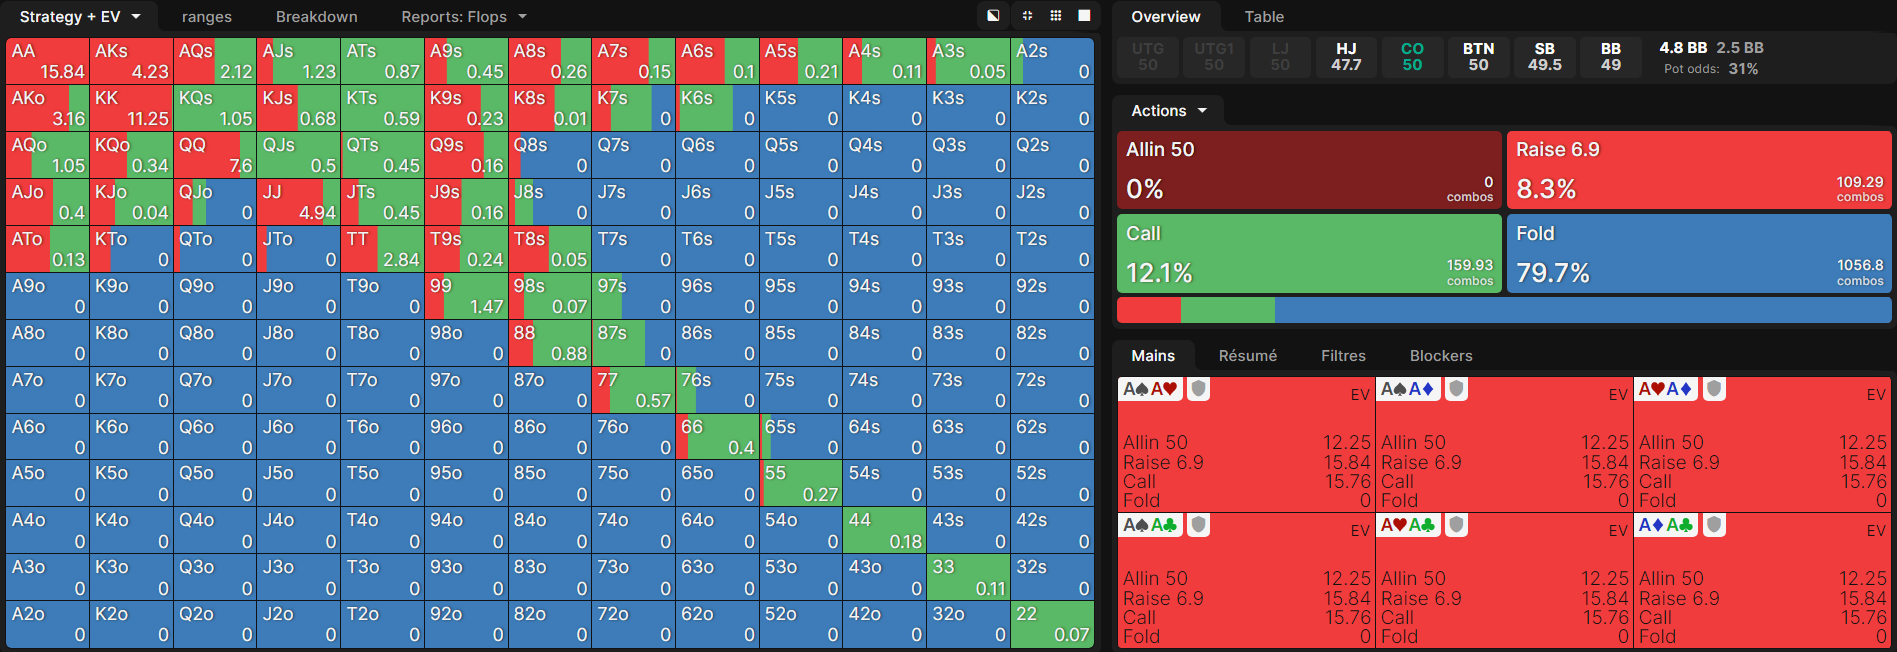 Strategy + EV ranges Breakdown Reports: Flops
AA AKs AQs AJs ATs A9s A8s A7s A6s A5s A4s A3s A2s
15.84 4.23 2.12 1.23 0.87 0.45 0.26 0.15 0.1 0.21 0.11 0.05 0
AKo KK KQs KJs KTs K9s K8s K7s K6s K5s K4s K3s K2s
3.16 11.25 1.05 0.68 0.59 0.23 0.01 0 0 0 0 0 0
AQo KQo QQ QJs QTs Q9s Q8s Q7s Q6s Q5s Q4s Q3s Q2s
1.05 0.34 7.6 0.5 0.45 0.16 0 0 0 0 0 0 0
AJo KJo QJo JJ JTs J9s J8s J7s J6s J5s J4s J3s J2s
0.4 0.04 0 4.94 0.45 0.16 0 0 0 0 0 0 0
ATo KTo QTo JTo TT T9s T8s T7s T6s T5s T4s T3s T2s
0.13 0 0 0 2.84 0.24 0.05 0 0 0 0 0 0
A9o K9o Q9o J9o T9o 99 98s 97s 96s 95s 94s 93s 92s
0 0 0 0 0 1.47 0.07 0 0 0 0 0 0
A8o K8o Q8o J8o T8o 98o 88 87s 86s 85s 84s 83s 82s
0 0 0 0 0 0 0.88 0 0 0 0 0 0
A7o K7o Q7o J7o T7o 97o 87o 77 76s 75s 74s 73s 72s
0 0 0 0 0 0 0 0.57 0 0 0 0 0
A6o K6o Q6o J6o T6o 96o 86o 76o 66 65s 64s 63s 62s
0 0 0 0 0 0 0 0 0.4 0 0 0 0
A5o K5o Q5o J5o T5o 95o 85o 75o 65o 55 54s 53s 52s
0 0 0 0 0 0 0 0 0 0.27 0 0 0
A4o K4o Q4o J4o T4o 94o 84o 74o 64o 54o 44 43s 42s
0 0 0 0 0 0 0 0 0 0 0.18 0 0
A3o K3o Q3o J3o T3o 93o 83o 73o 63o 53o 43o 33 32s
0 0 0 0 0 0 0 0 0 0 0 0.11 0
A2o K2o Q2o J2o T2o 92o 82o 72o 62o 52o 42o 32o 22
0 0 0 0 0 0 0 0 0 0 0 0 0.07
Overview Table
UTG UTG1 LJ HJ CO BTN SB BB 4.8 BB 2.5 BB
50 50 50 47.7 50 50 49.5 49 Pot odds: 31%
Actions
Allin 50 Raise 6.9
0% 0 combos 8.3% 109.29 combos
Call Fold
12.1% 159.93 combos 79.7% 1056.8 combos
Mains Résumé Filtres Blockers
A♠A♥ EV A♠A♦ EV A♥A♦ EV
Allin 50 12.25 Allin 50 12.25 Allin 50 12.25
Raise 6.9 15.84 Raise 6.9 15.84 Raise 6.9 15.84
Call 15.76 Call 15.76 Call 15.76
Fold 0 Fold 0 Fold 0
A♠A♣ EV A♥A♣ EV A♦A♣ EV
Allin 50 12.25 Allin 50 12.25 Allin 50 12.25
Raise 6.9 15.84 Raise 6.9 15.84 Raise 6.9 15.84
Call 15.76 Call 15.76 Call 15.76
Fold 0 Fold 0 Fold 0